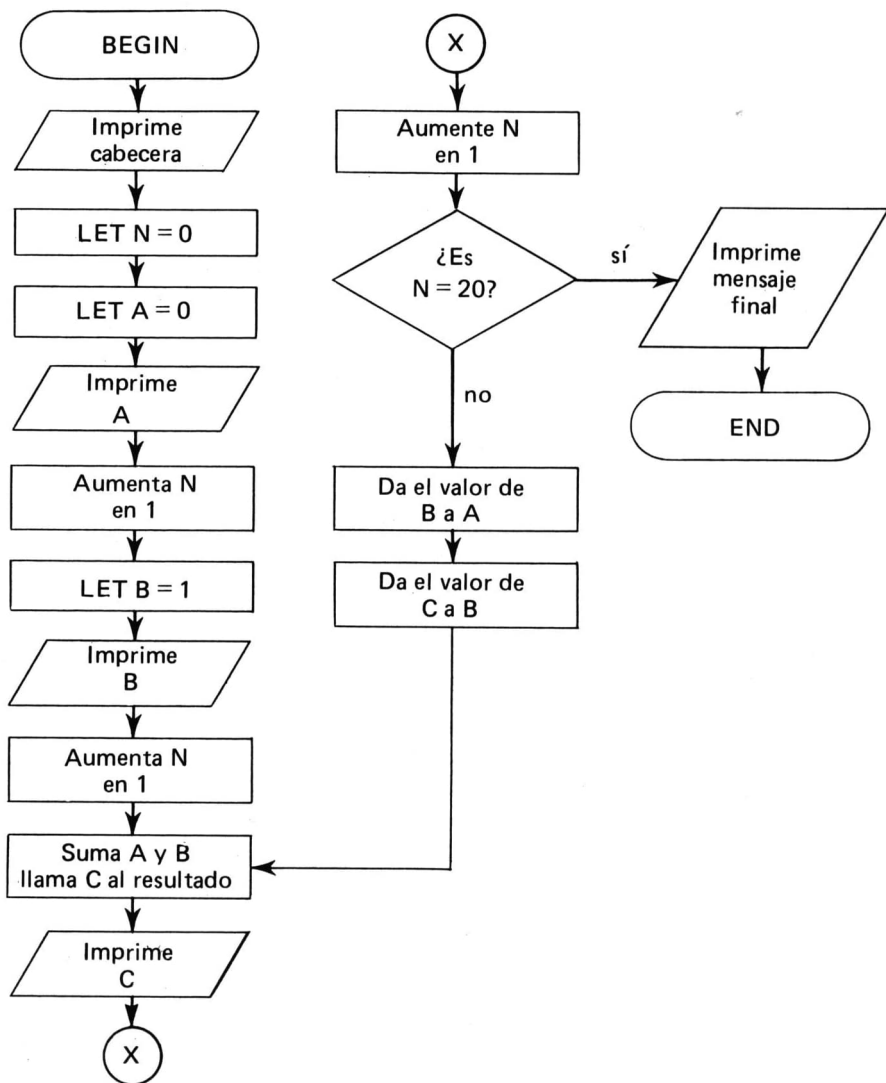 BEGIN
Imprime
cabecera
LET N = 0
LET A = 0
Imprime
A
Aumenta N
en 1
LET B = 1
Imprime
B
Aumenta N
en 1
Suma A y B
llama C al resultado
Imprime
C
X
X
Aumente N
en 1
¿Es
N = 20?
sí
no
Imprime
mensaje
final
END
Da el valor de
B a A
Da el valor de
C a B